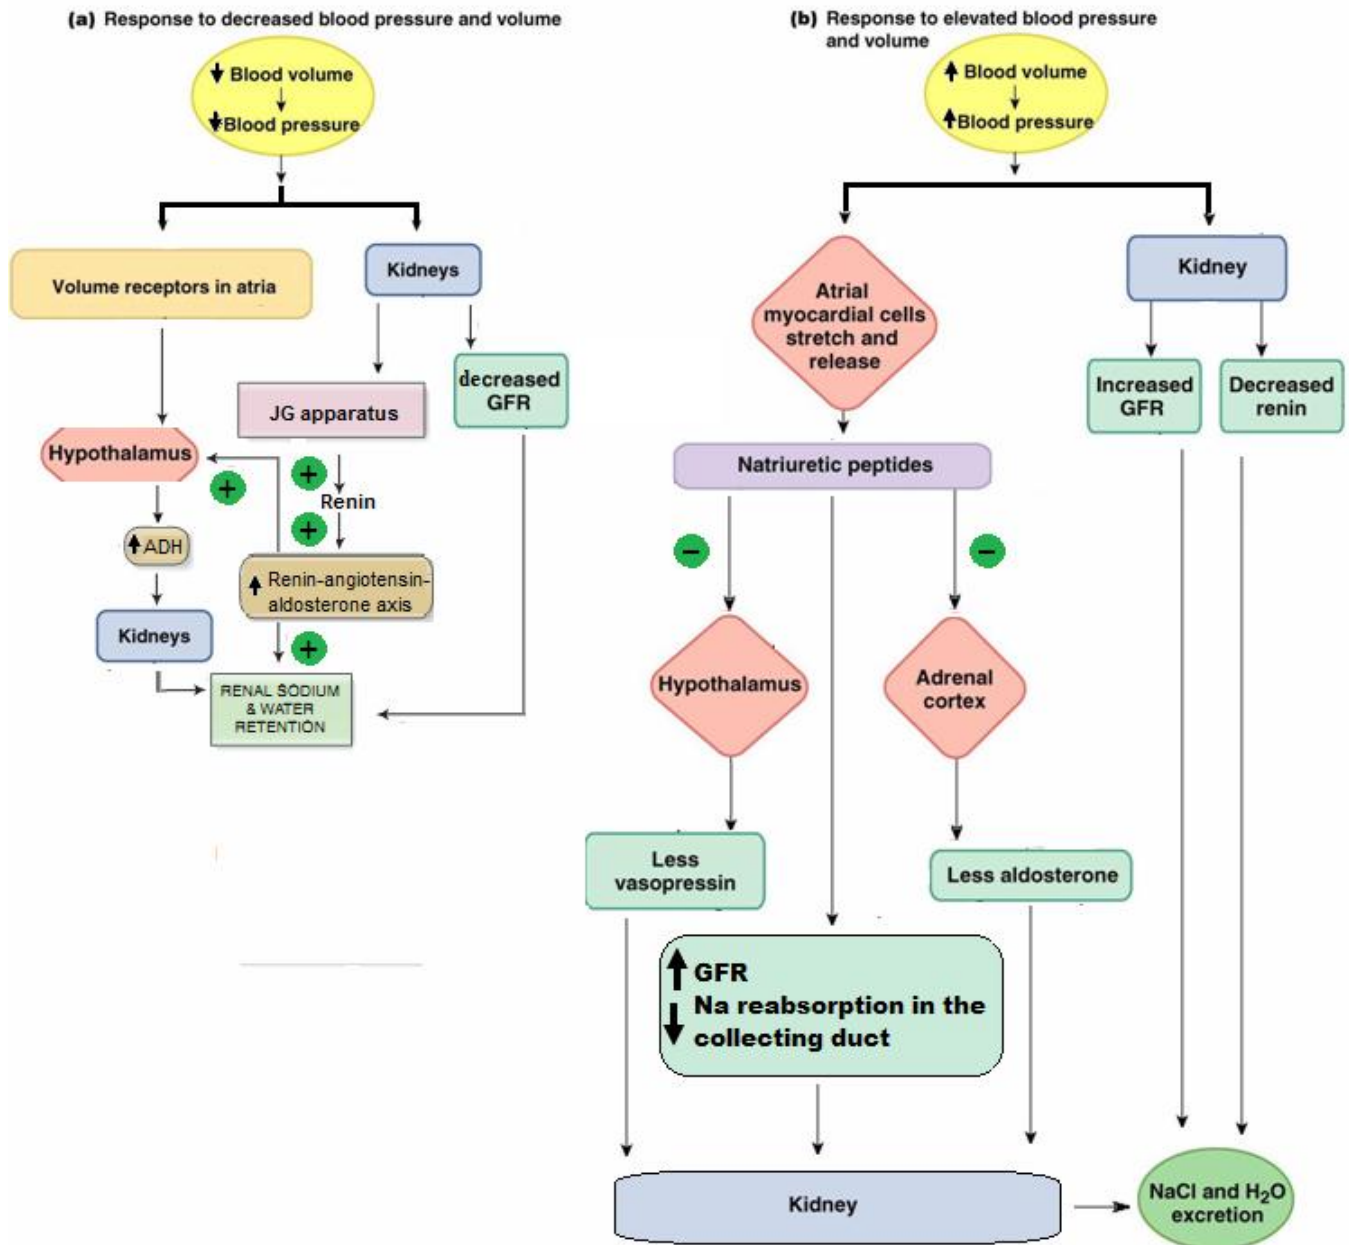 (a) Response to decreased blood pressure and volume
↓ Blood volume
↓Blood pressure
Volume receptors in atria
Kidneys
decreased
GFR
JG apparatus
Hypothalamus
+
+
Renin
+
↑ ADH
↑ Renin-angiotensin-
aldosterone axis
Kidneys
+
RENAL SODIUM
& WATER
RETENTION
(b) Response to elevated blood pressure
and volume
↑ Blood volume
↑Blood pressure
Atrial
myocardial cells
stretch and
release
Kidney
Increased
GFR
Decreased
renin
Natriuretic peptides
−
−
Hypothalamus
Adrenal
cortex
Less
vasopressin
Less aldosterone
↑ GFR
↓ Na reabsorption in the
collecting duct
Kidney
NaCl and H₂O
excretion